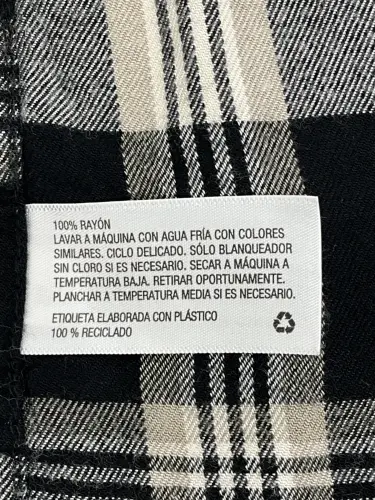 100% RAYÓN
LAVAR A MÁQUINA CON AGUA FRÍA CON COLORES
SIMILARES. CICLO DELICADO. SÓLO BLANQUEADOR
SIN CLORO SI ES NECESARIO. SECAR A MÁQUINA A
TEMPERATURA BAJA. RETIRAR OPORTUNAMENTE.
PLANCHAR A TEMPERATURA MEDIA SI ES NECESARIO.
ETIQUETA ELABORADA CON PLÁSTICO
100 % RECICLADO